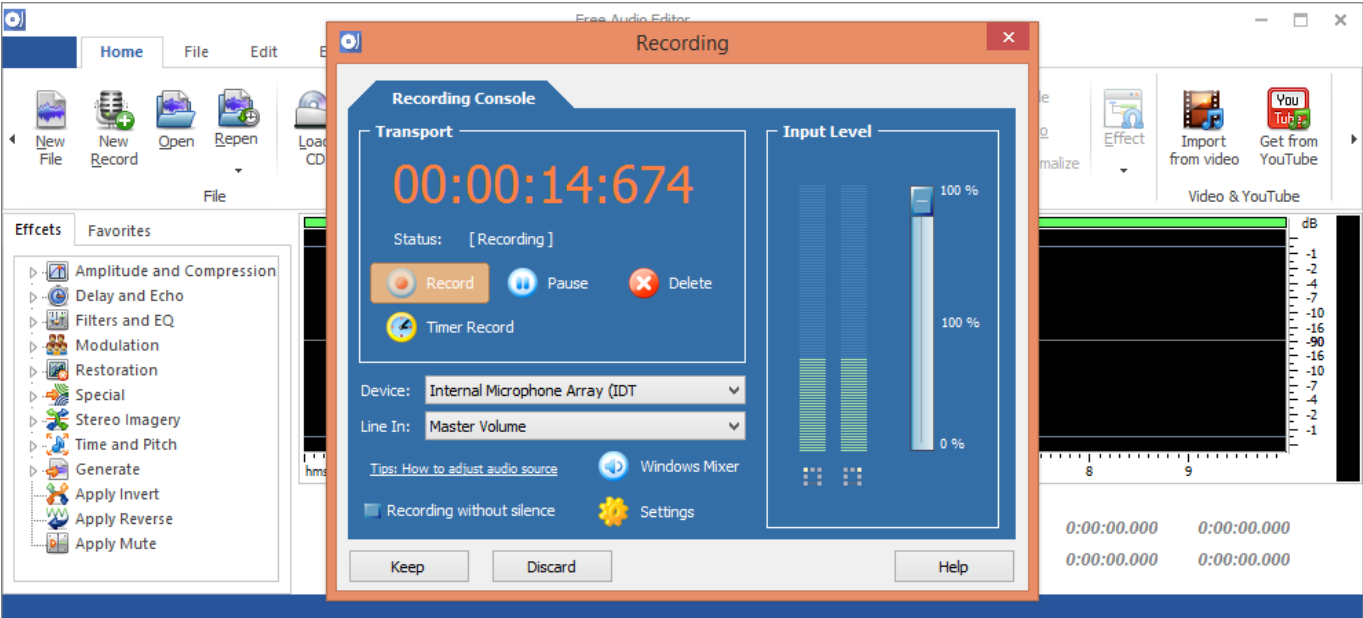 Free Audio Editor
Recording
Home File Edit
New File
New Record
Open
Repen
File
Effect
Import from video
Get from YouTube
You Tube
Video & YouTube
Effcets Favorites
Amplitude and Compression
Delay and Echo
Filters and EQ
Modulation
Restoration
Special
Stereo Imagery
Time and Pitch
Generate
Apply Invert
Apply Reverse
Apply Mute
Recording Console
Transport
00:00:14:674
Status: [ Recording ]
Record Pause Delete
Timer Record
Device: Internal Microphone Array (IDT
Line In: Master Volume
Tips: How to adjust audio source
Windows Mixer
Recording without silence
Settings
Input Level
100 %
100 %
0 %
Keep Discard Help
dB
-1
-2
-4
-7
-10
-16
-90
-16
-10
-7
-4
-2
-1
hms 8 9
0:00:00.000 0:00:00.000
0:00:00.000 0:00:00.000